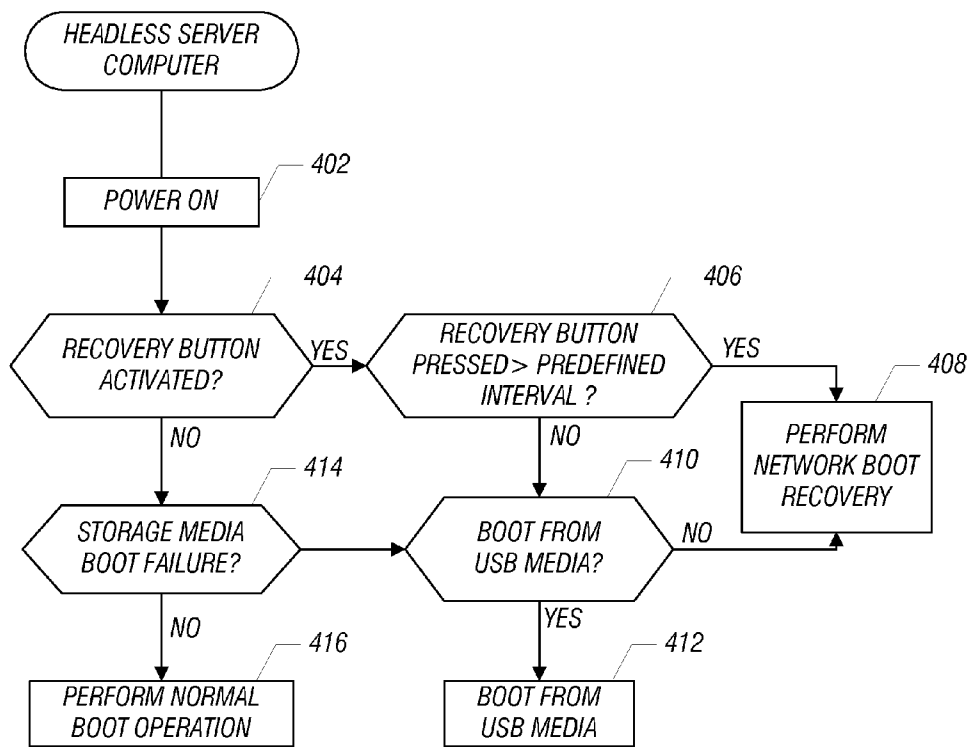 HEADLESS SERVER
COMPUTER
402
POWER ON
404
RECOVERY BUTTON
ACTIVATED?
YES
406
RECOVERY BUTTON
PRESSED > PREDEFINED
INTERVAL ?
YES
408
PERFORM
NETWORK BOOT
RECOVERY
NO
NO
414
STORAGE MEDIA
BOOT FAILURE?
410
BOOT FROM
USB MEDIA?
NO
NO
YES
416
PERFORM NORMAL
BOOT OPERATION
412
BOOT FROM
USB MEDIA